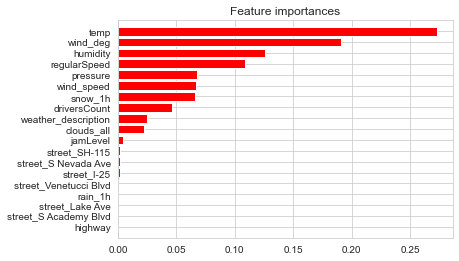 Feature importances
temp
wind_deg
humidity
regularSpeed
pressure
wind_speed
snow_1h
driversCount
weather_description
clouds_all
jamLevel
street_SH-115
street_S Nevada Ave
street_I-25
street_Venetucci Blvd
rain_1h
street_Lake Ave
street_S Academy Blvd
highway
0.00 0.05 0.10 0.15 0.20 0.25